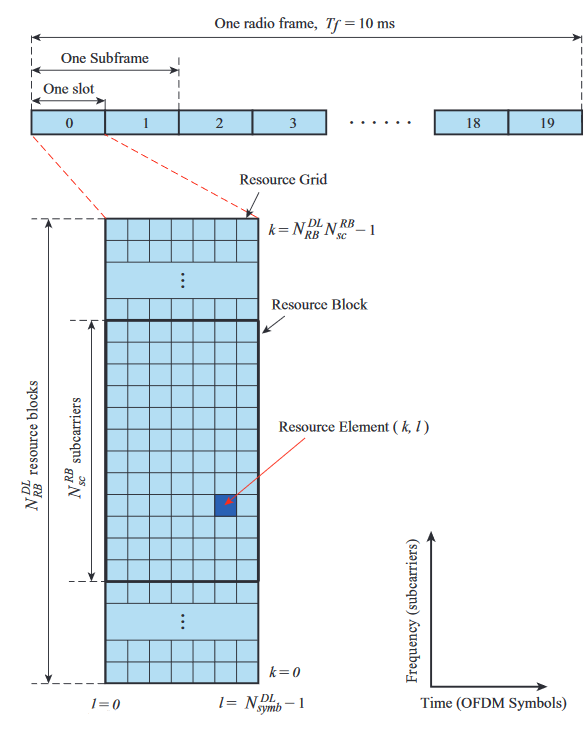 One radio frame, Tf = 10 ms
One Subframe
One slot
0 1 2 3 ...... 18 19
Resource Grid
k = N_RB^DL N_sc^RB − 1
⋮
Resource Block
N_RB^DL resource blocks
N_sc^RB subcarriers
Resource Element ( k, l )
⋮
k = 0
l = 0
l = N_symb^DL − 1
Frequency (subcarriers)
Time (OFDM Symbols)